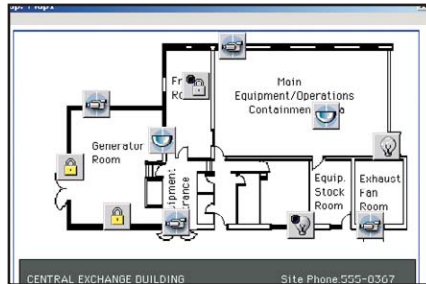 Main
Equipment/Operations
Generator
Room
Equip.
Stock
Room
Exhaust
Fan
Room
CENTRAL EXCHANGE BUILDING
Site Phone:555-0367